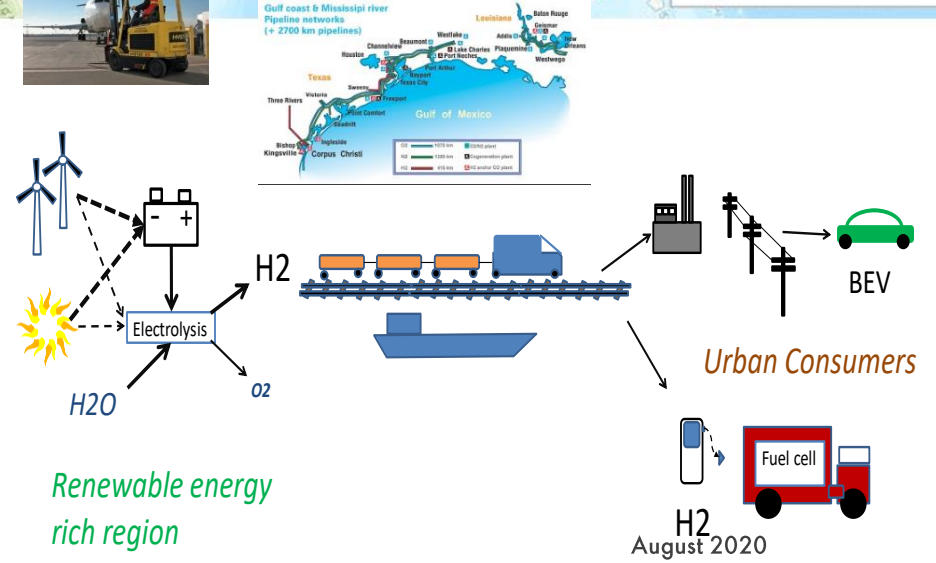 HYSTER
Gulf coast & Mississipi river
Pipeline networks
(+ 2700 km pipelines)
Louisiana
Baton Rouge
Geismar
Addis
New
Orleans
Plaquemine
Westwego
Westlake
Beaumont
Lake Charles
Channelview
Port Neches
Houston
Port Arthur
Bayport
Texas City
Texas
Sweeny
Freeport
Victoria
Three Rivers
Point Comfort
Seadrift
Gulf of Mexico
Ingleside
Bishop
Kingsville
Corpus Christi
- +
H2
Electrolysis
H2O
O2
BEV
Urban Consumers
Fuel cell
H2
Renewable energy
rich region
August 2020